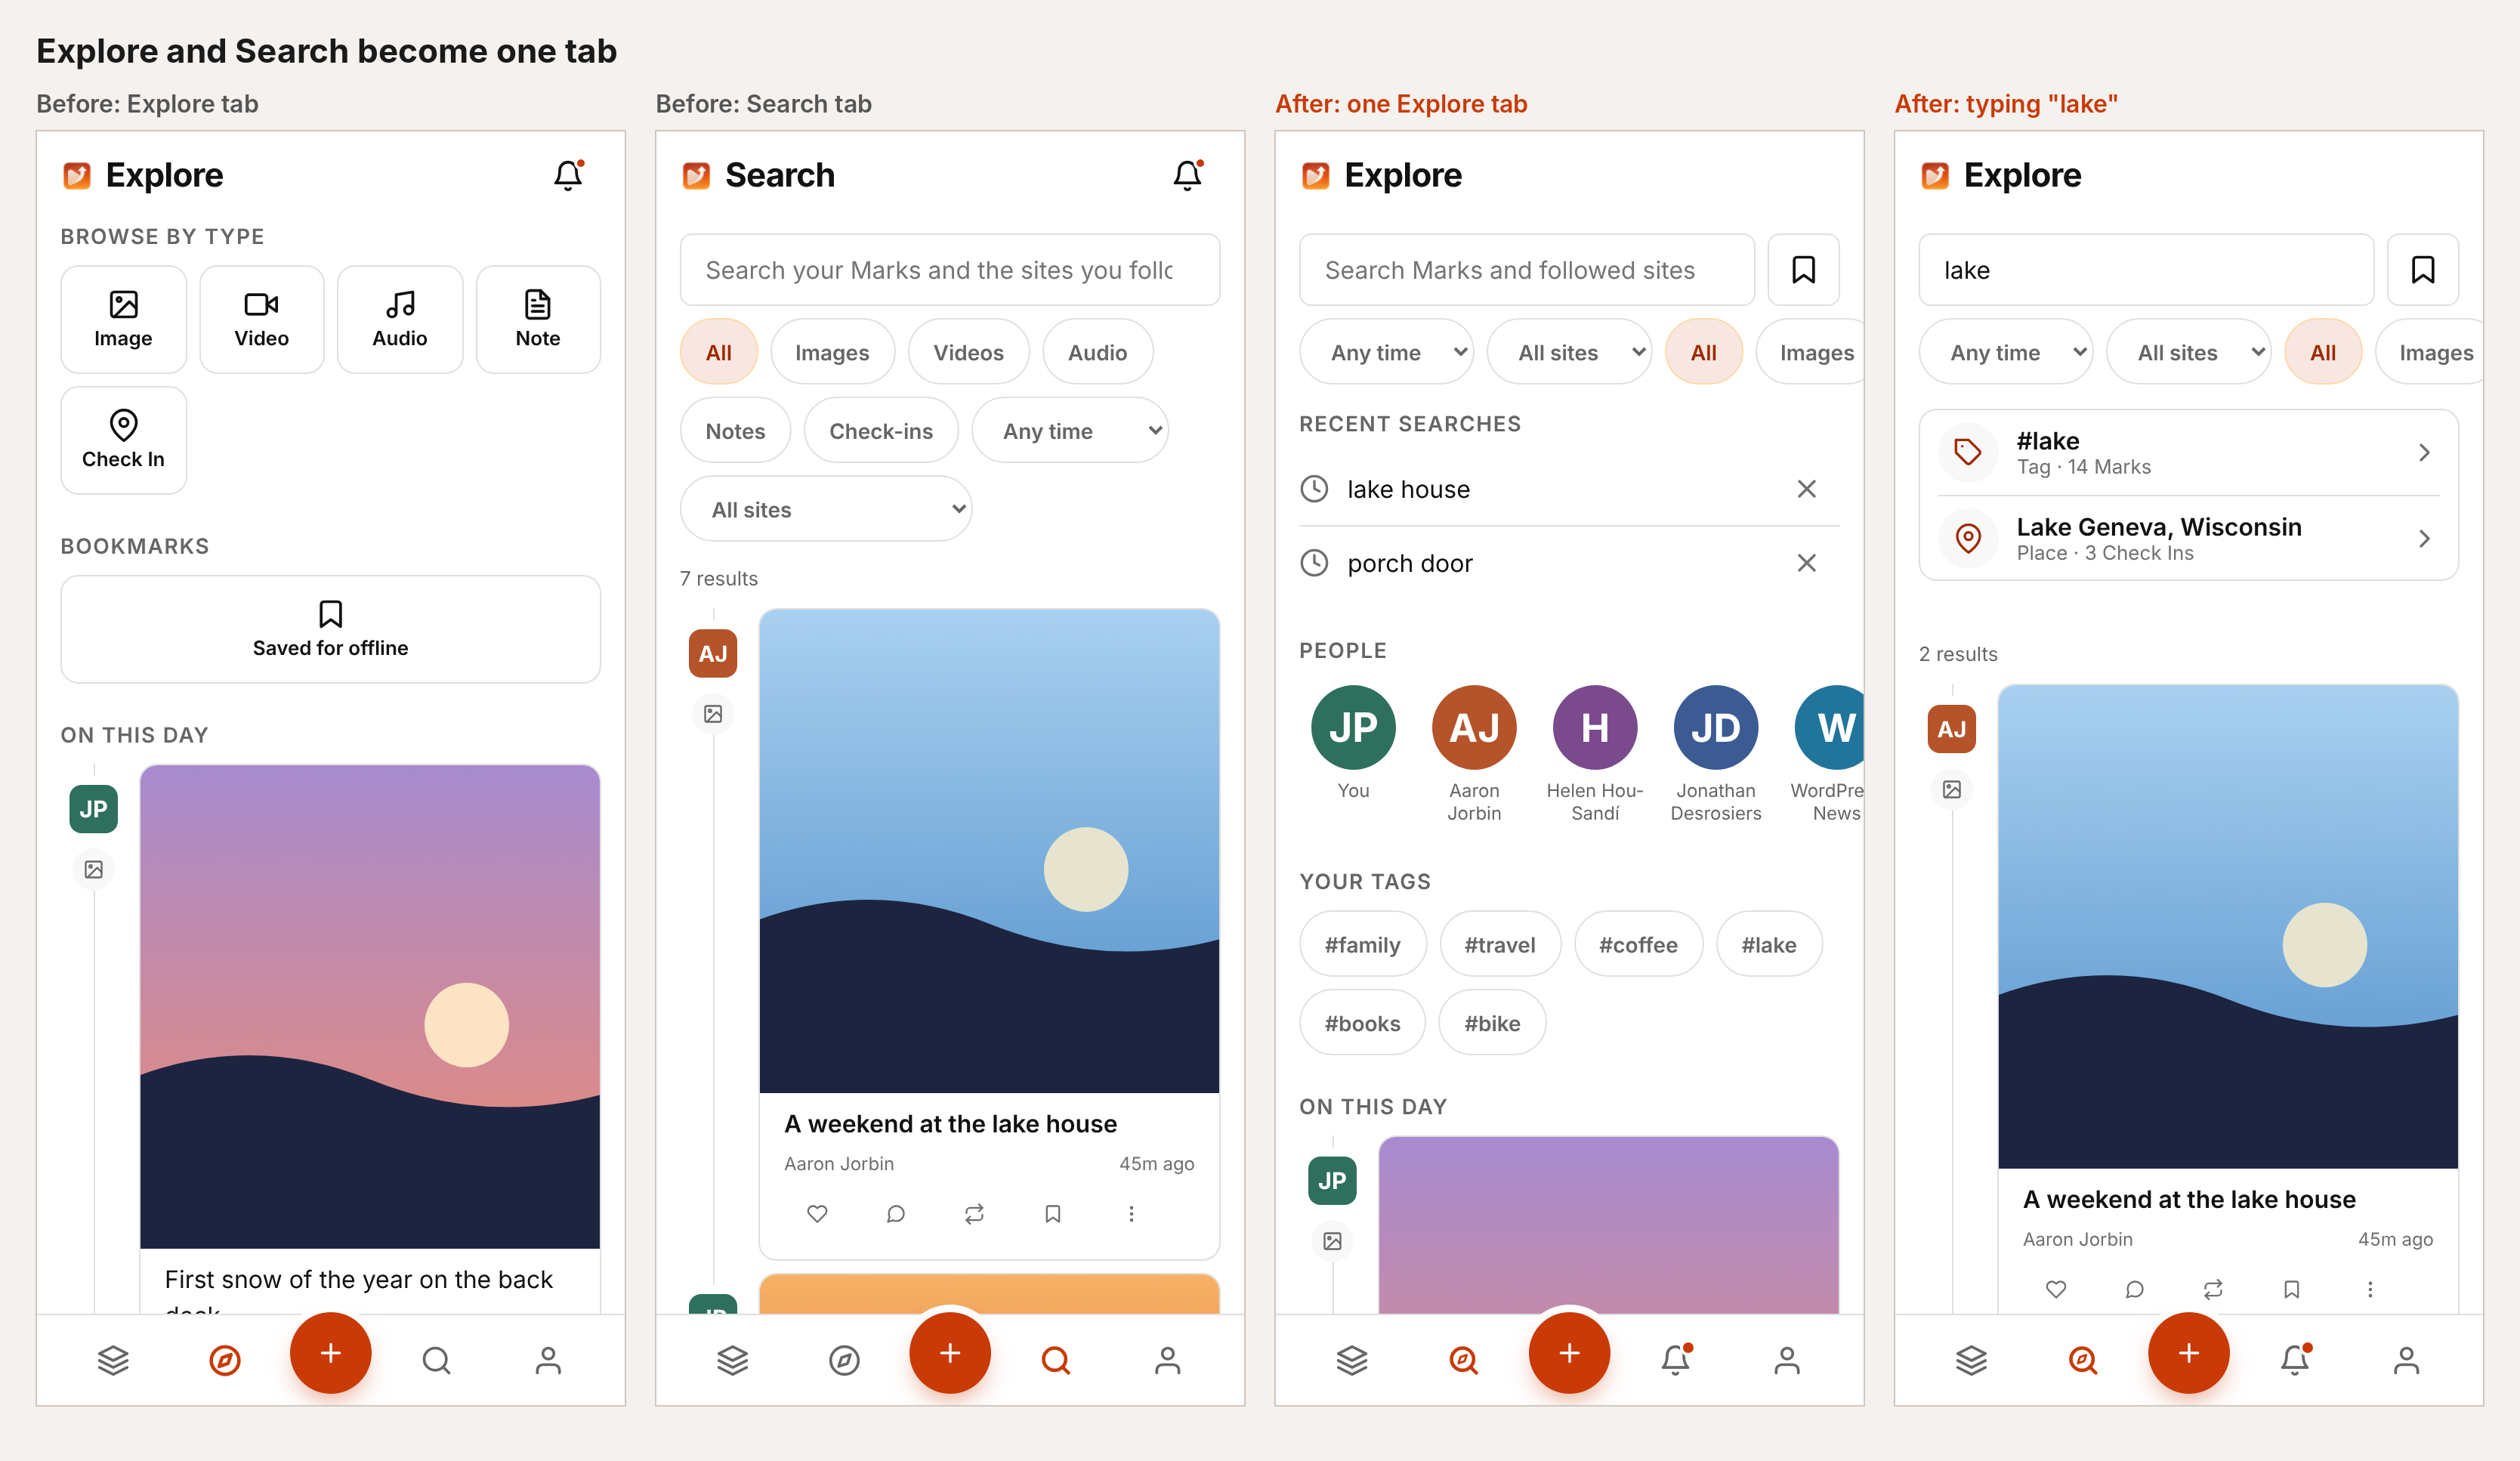 Explore and Search become one tab
Before: Explore tab
Explore
BROWSE BY TYPE
Image
Video
Audio
Note
Check In
BOOKMARKS
Saved for offline
ON THIS DAY
JP
First snow of the year on the back
Before: Search tab
Search
Search your Marks and the sites you follo
All
Images
Videos
Audio
Notes
Check-ins
Any time
All sites
7 results
AJ
A weekend at the lake house
Aaron Jorbin
45m ago
After: one Explore tab
Explore
Search Marks and followed sites
Any time
All sites
All
Images
RECENT SEARCHES
lake house
porch door
PEOPLE
JP
AJ
H
JD
W
You
Aaron
Jorbin
Helen Hou-
Sandí
Jonathan
Desrosiers
WordPre
News
YOUR TAGS
#family
#travel
#coffee
#lake
#books
#bike
ON THIS DAY
JP
After: typing "lake"
Explore
lake
Any time
All sites
All
Images
#lake
Tag · 14 Marks
Lake Geneva, Wisconsin
Place · 3 Check Ins
2 results
AJ
A weekend at the lake house
Aaron Jorbin
45m ago